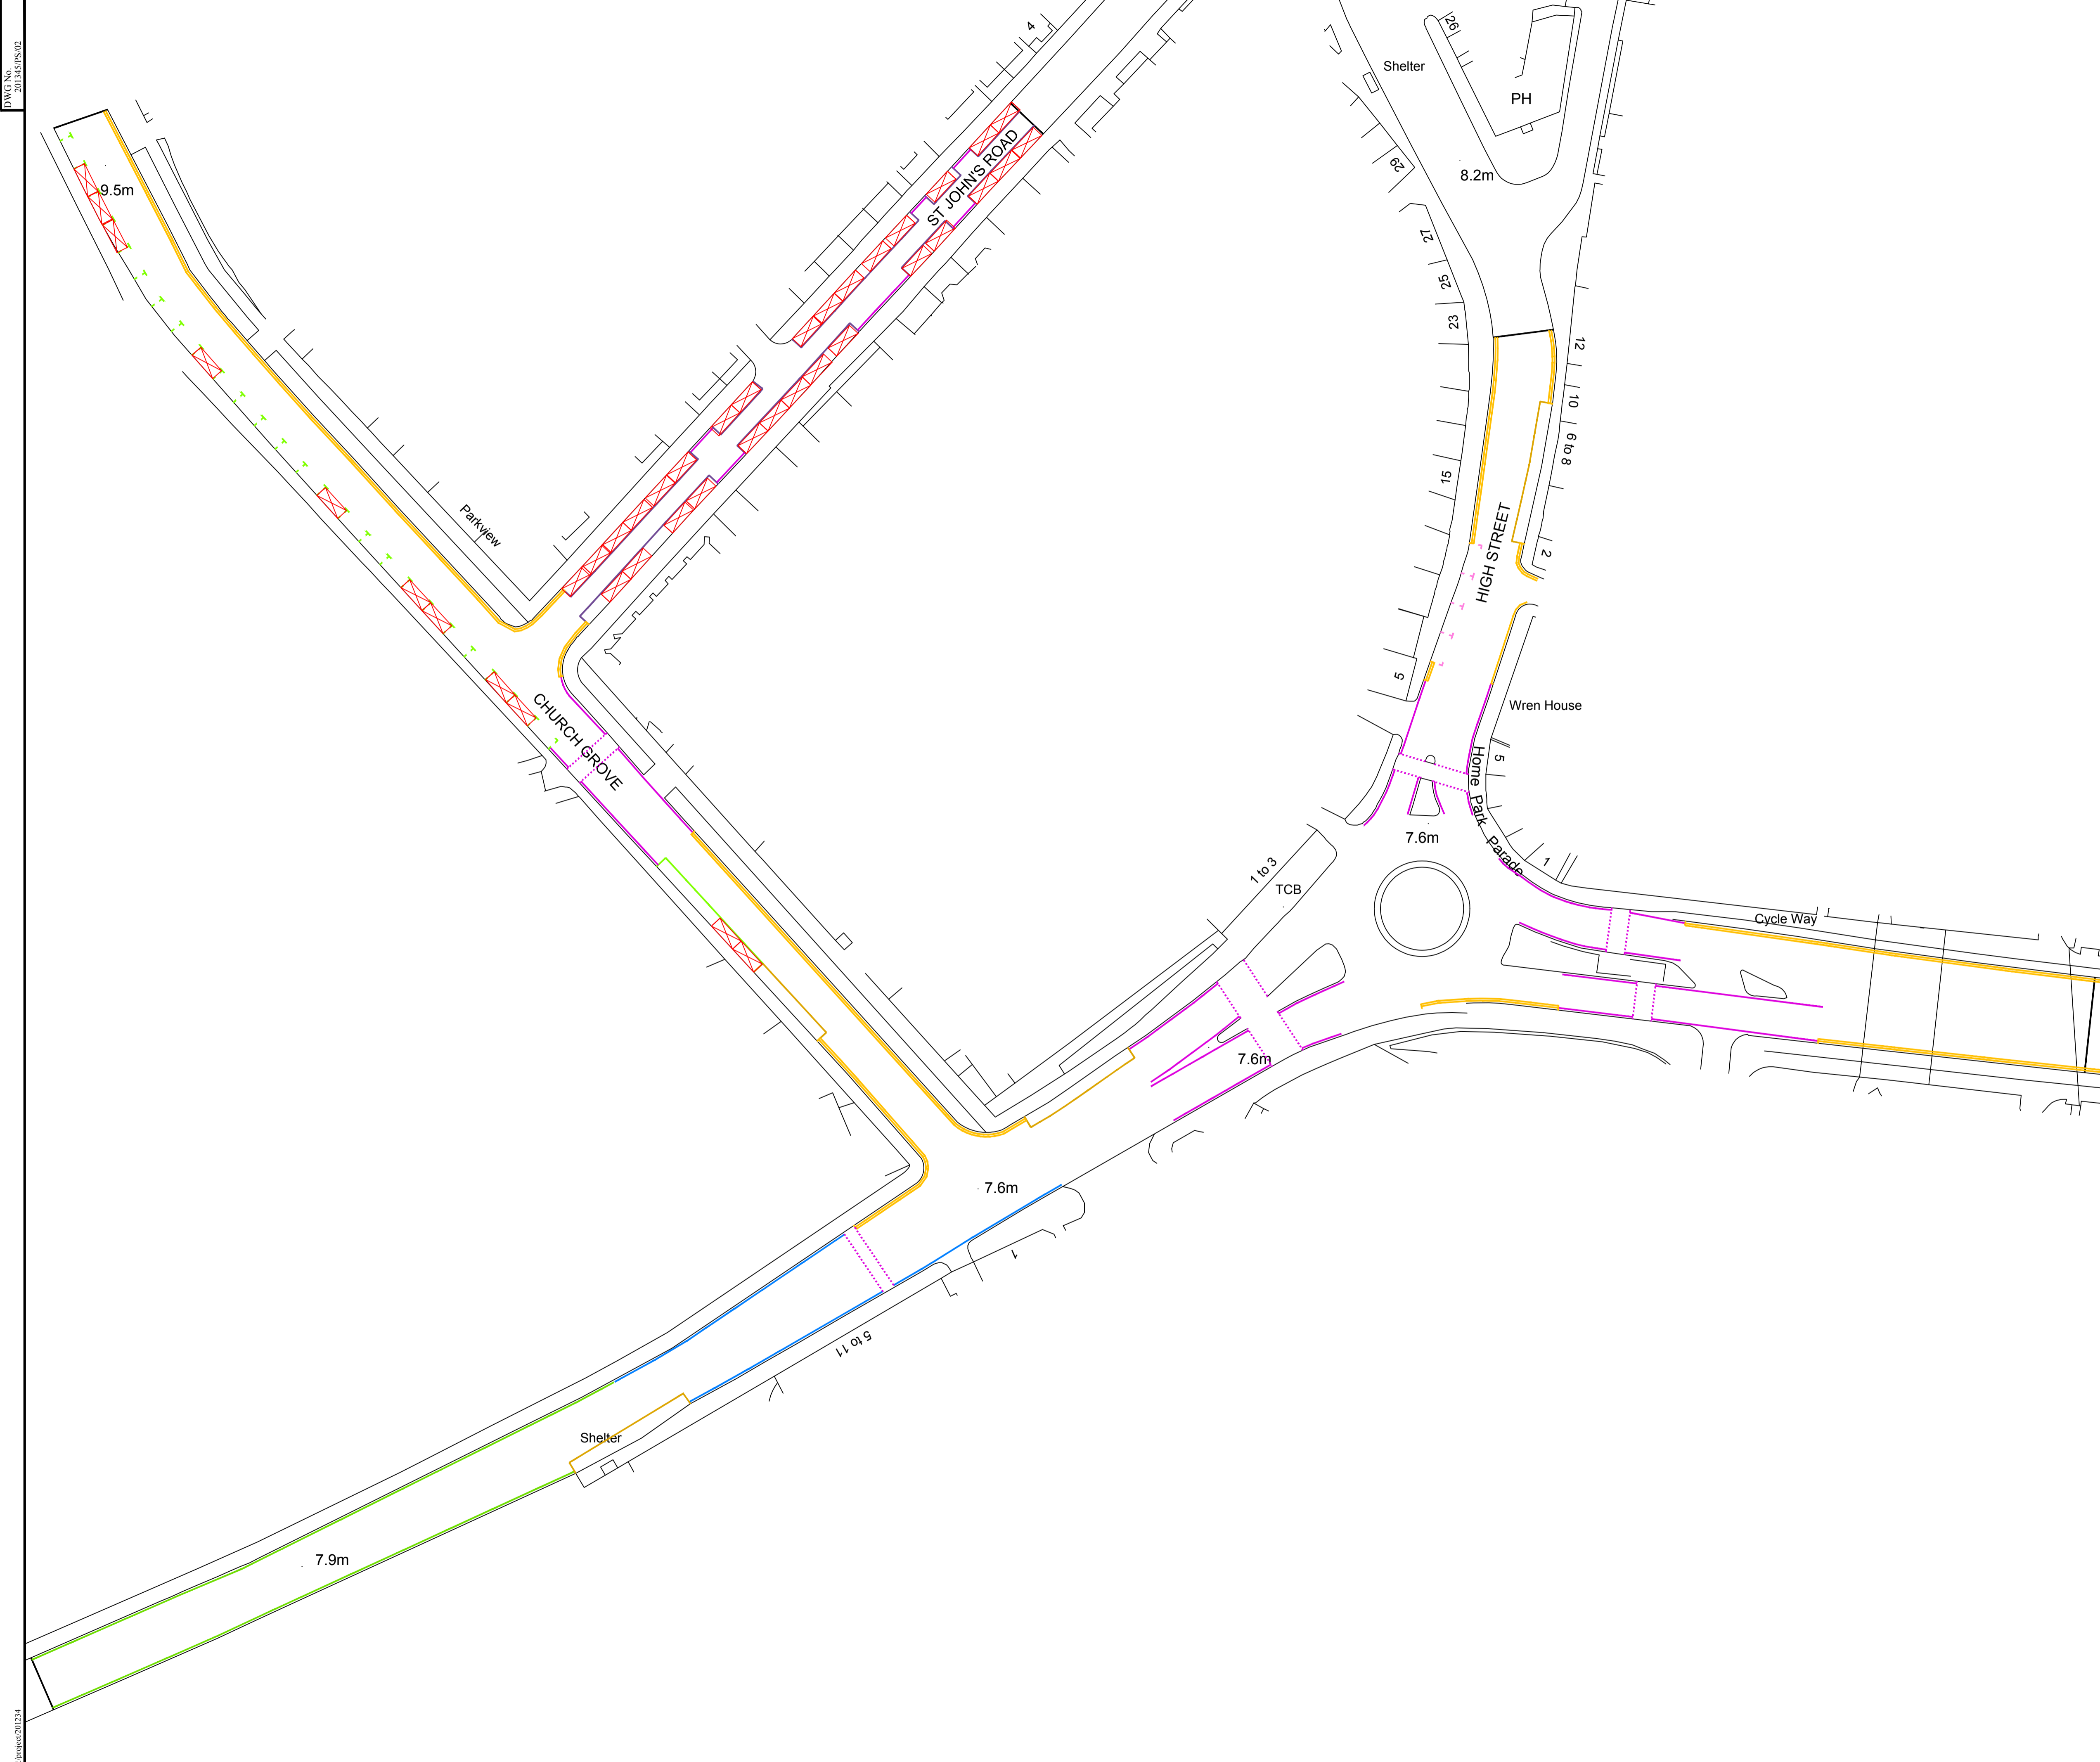 DWG No.
201345/PS/02
4
Shelter
26
PH
29
8.2m
9.5m
ST JOHN'S ROAD
27
25
23
12
10
6 to 8
15
HIGH STREET
2
Parkview
5
Wren House
CHURCH GROVE
Home Park Parade
5
7.6m
1
1 to 3
TCB
Cycle Way
7.6m
7.6m
1
5 to 11
Shelter
7.9m
/project/201234